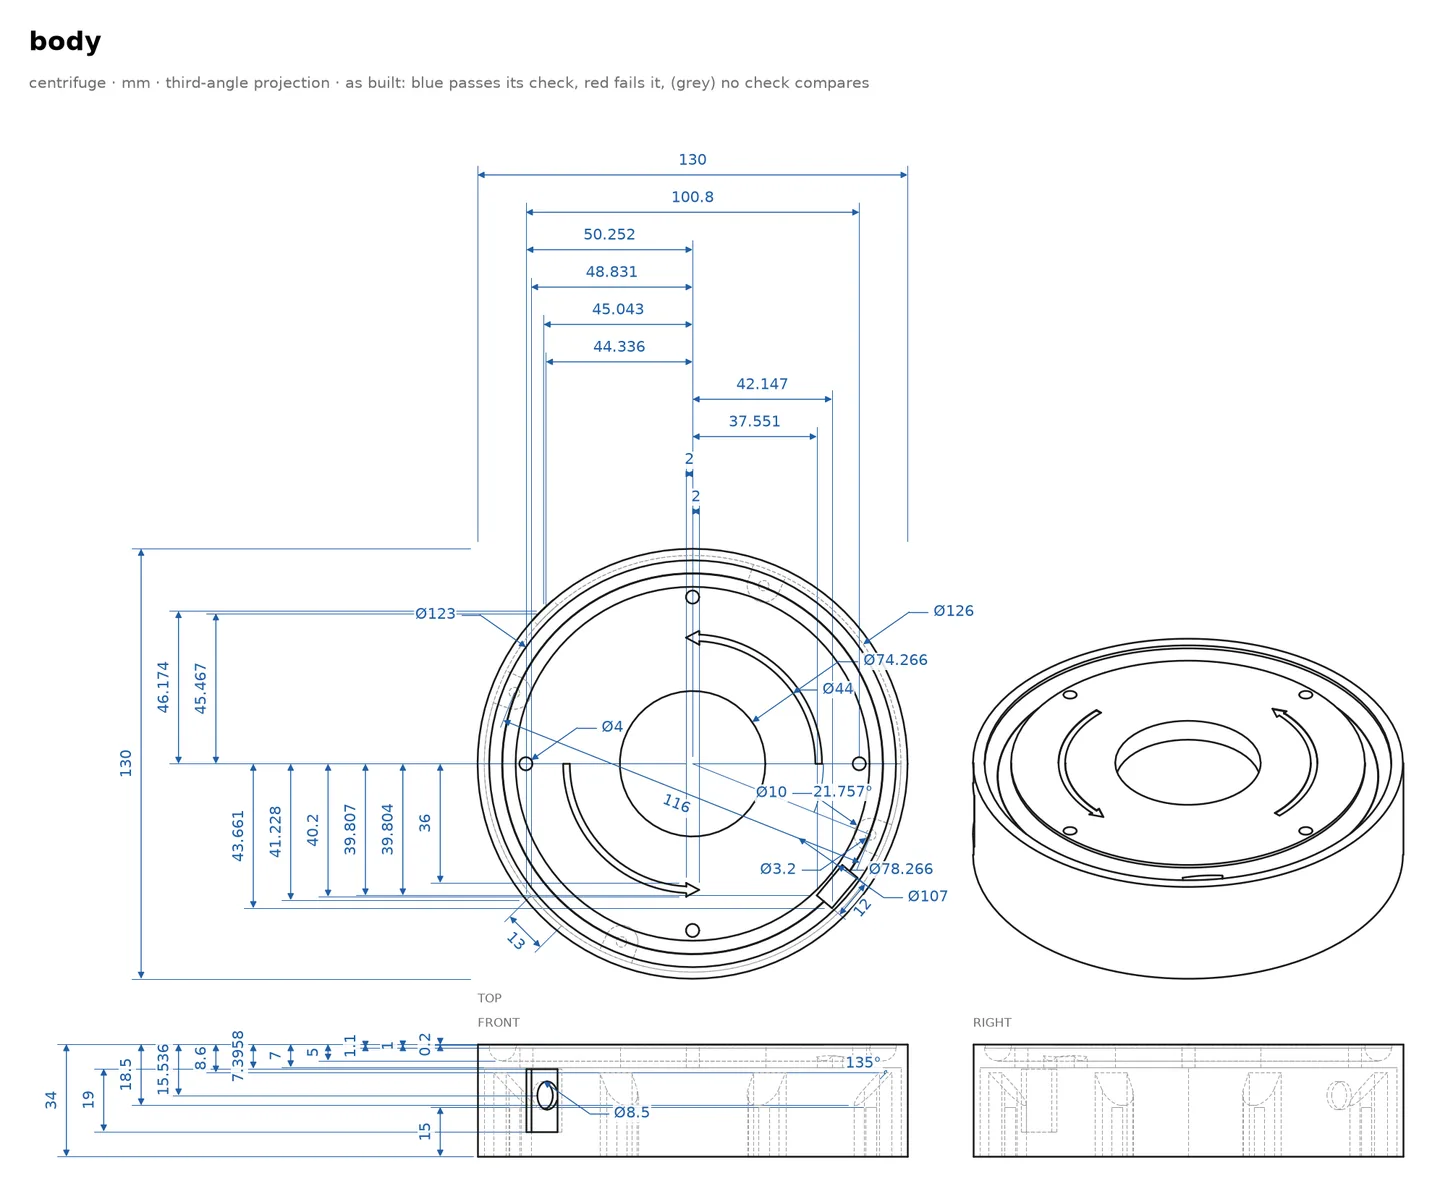 body
centrifuge · mm · third-angle projection · as built: blue passes its check, red fails it, (grey) no check compares
130
100.8
50.252
48.831
45.043
44.336
42.147
37.551
2
2
Ø123
Ø126
Ø74.266
Ø44
Ø4
46.174
45.467
130
116
Ø10
21.757°
43.661
41.228
40.2
39.807
39.804
36
Ø3.2
Ø78.266
Ø107
12
13
TOP
FRONT
RIGHT
34
19
18.5
15.536
8.6
7.3958
7
5
1.1
1
0.2
15
135°
Ø8.5